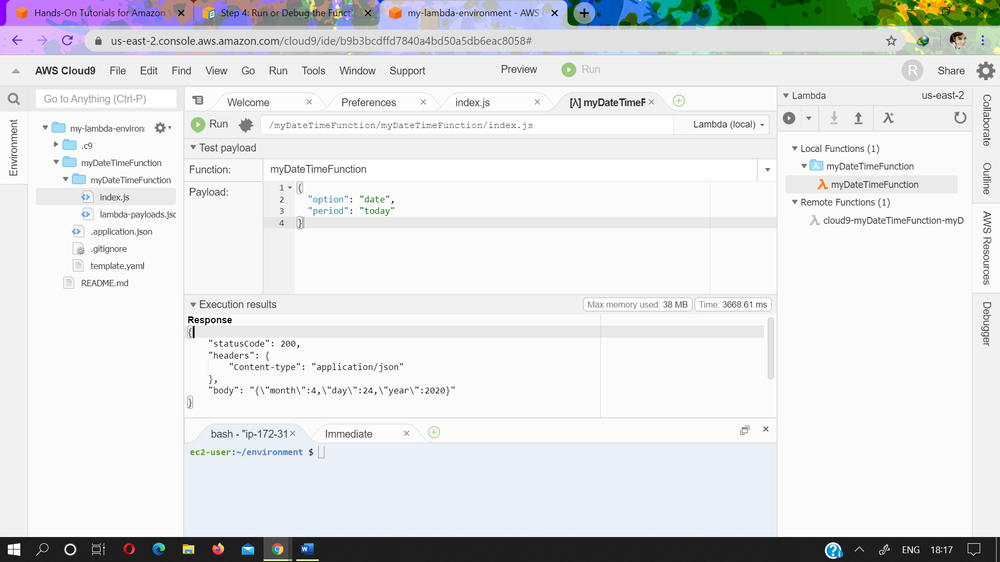 Hands-On Tutorials for Amazon
Step 4: Run or Debug the Functi
my-lambda-environment - AWS
us-east-2.console.aws.amazon.com/cloud9/ide/b9b3bcdffd7840a4bd50a5db6eac8058#
AWS Cloud9 File Edit Find View Go Run Tools Window Support Preview Run R Share
Go to Anything (Ctrl-P)
Welcome Preferences index.js [λ] myDateTimeF
Lambda us-east-2
Environment
my-lambda-environ
.c9
myDateTimeFunction
myDateTimeFunction
index.js
lambda-payloads.jsc
.application.json
.gitignore
template.yaml
README.md
Run /myDateTimeFunction/myDateTimeFunction/index.js Lambda (local)
Test payload
Function: myDateTimeFunction
Payload:
1 {
2 "option": "date",
3 "period": "today"
4 }
Execution results Max memory used: 38 MB Time: 3668.61 ms
Response
{
"statusCode": 200,
"headers": {
"Content-type": "application/json"
},
"body": "{\"month\":4,\"day\":24,\"year\":2020}"
}
bash - "ip-172-31 Immediate
ec2-user:~/environment $
Local Functions (1)
myDateTimeFunction
myDateTimeFunction
Remote Functions (1)
cloud9-myDateTimeFunction-myD
Collaborate
Outline
AWS Resources
Debugger
ENG 18:17